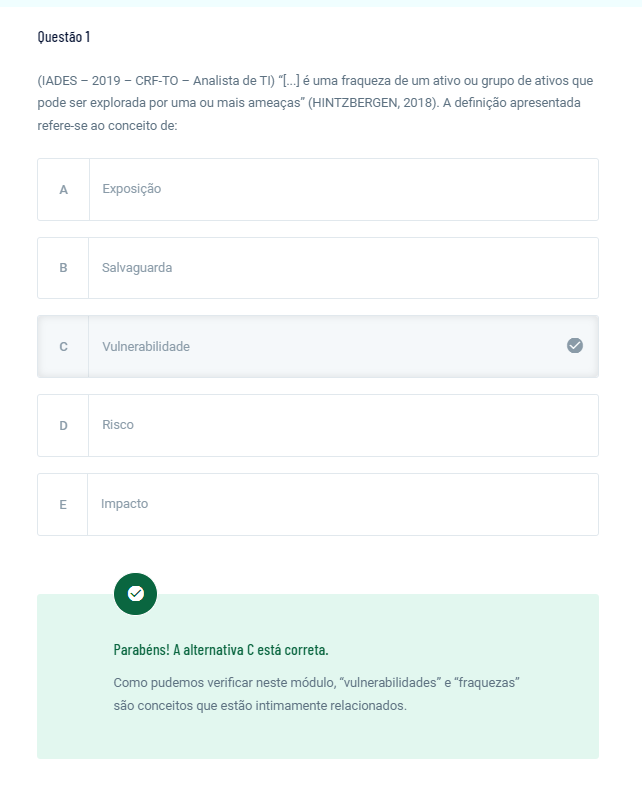 Questão 1
(IADES – 2019 – CRF-TO – Analista de TI) “[...] é uma fraqueza de um ativo ou grupo de ativos que
pode ser explorada por uma ou mais ameaças” (HINTZBERGEN, 2018). A definição apresentada
refere-se ao conceito de:
A Exposição
B Salvaguarda
C Vulnerabilidade
D Risco
E Impacto
Parabéns! A alternativa C está correta.
Como pudemos verificar neste módulo, “vulnerabilidades” e “fraquezas”
são conceitos que estão intimamente relacionados.